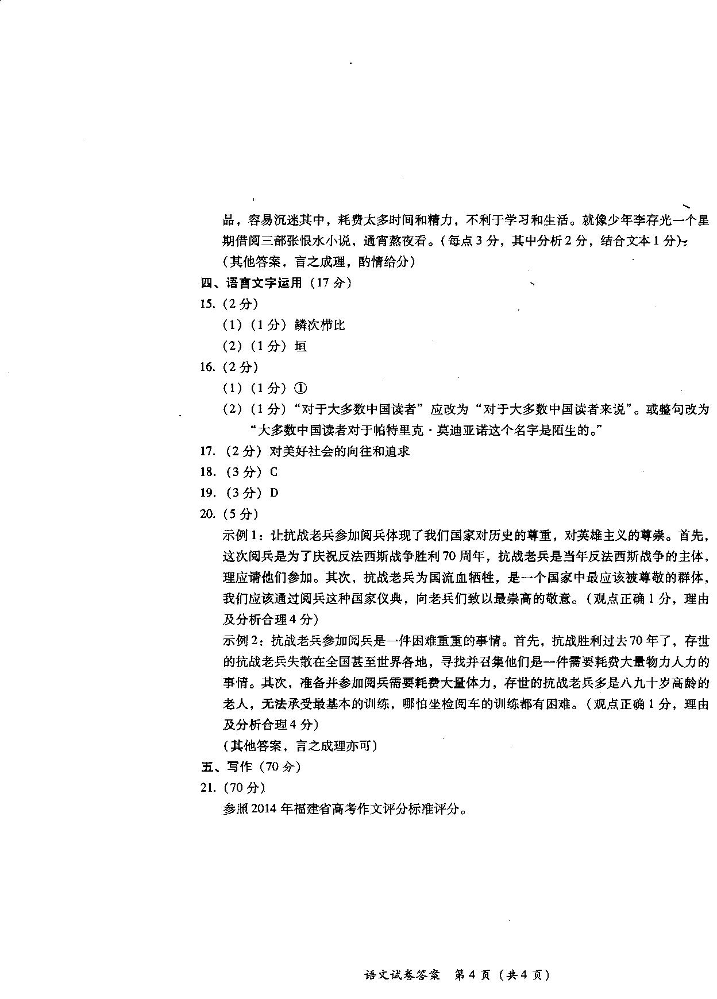 品，容易沉迷其中，耗费太多时间和精力，不利于学习和生活。就像少年李存光一个星
期借阅三部张恨水小说，通宵熬夜看。（每点3分，其中分析2分，结合文本1分）
（其他答案，言之成理，酌情给分）
四、语言文字运用（17分）
15.（2分）
（1）（1分）鳞次栉比
（2）（1分）垣
16.（2分）
（1）（1分）①
（2）（1分）“对于大多数中国读者”应改为“对于大多数中国读者来说”。或整句改为
“大多数中国读者对于帕特里克·莫迪亚诺这个名字是陌生的。”
17.（2分）对美好社会的向往和追求
18.（3分）C
19.（3分）D
20.（5分）
示例1：让抗战老兵参加阅兵体现了我们国家对历史的尊重，对英雄主义的尊崇。首先，
这次阅兵是为了庆祝反法西斯战争胜利70周年，抗战老兵是当年反法西斯战争的主体，
理应请他们参加。其次，抗战老兵为国流血牺牲，是一个国家中最应该被尊敬的群体，
我们应该通过阅兵这种国家仪典，向老兵们致以最崇高的敬意。（观点正确1分，理由
及分析合理4分）
示例2：抗战老兵参加阅兵是一件困难重重的事情。首先，抗战胜利过去70年了，存世
的抗战老兵失散在全国甚至世界各地，寻找并召集他们是一件需要耗费大量物力人力的
事情。其次，准备并参加阅兵需要耗费大量体力，存世的抗战老兵多是八九十岁高龄的
老人，无法承受最基本的训练，哪怕坐检阅车的训练都有困难。（观点正确1分，理由
及分析合理4分）
（其他答案，言之成理亦可）
五、写作（70分）
21.（70分）
参照2014年福建省高考作文评分标准评分。
语文试卷答案 第4页（共4页）